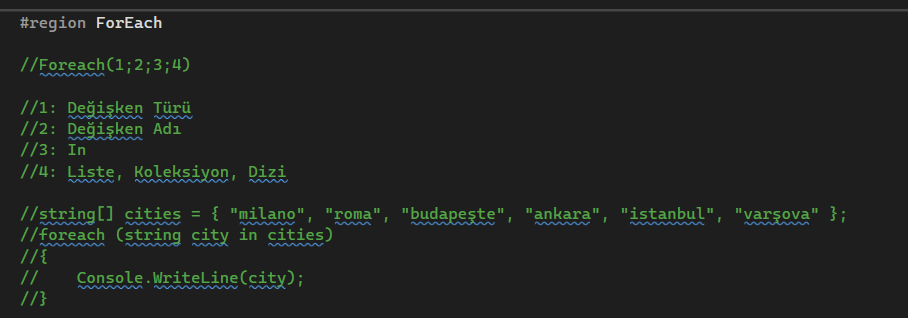 #region ForEach
//Foreach(1;2;3;4)
//1: Değişken Türü
//2: Değişken Adı
//3: In
//4: Liste, Koleksiyon, Dizi
//string[] cities = { "milano", "roma", "budapeşte", "ankara", "istanbul", "varşova" };
//foreach (string city in cities)
//{
//    Console.WriteLine(city);
//}